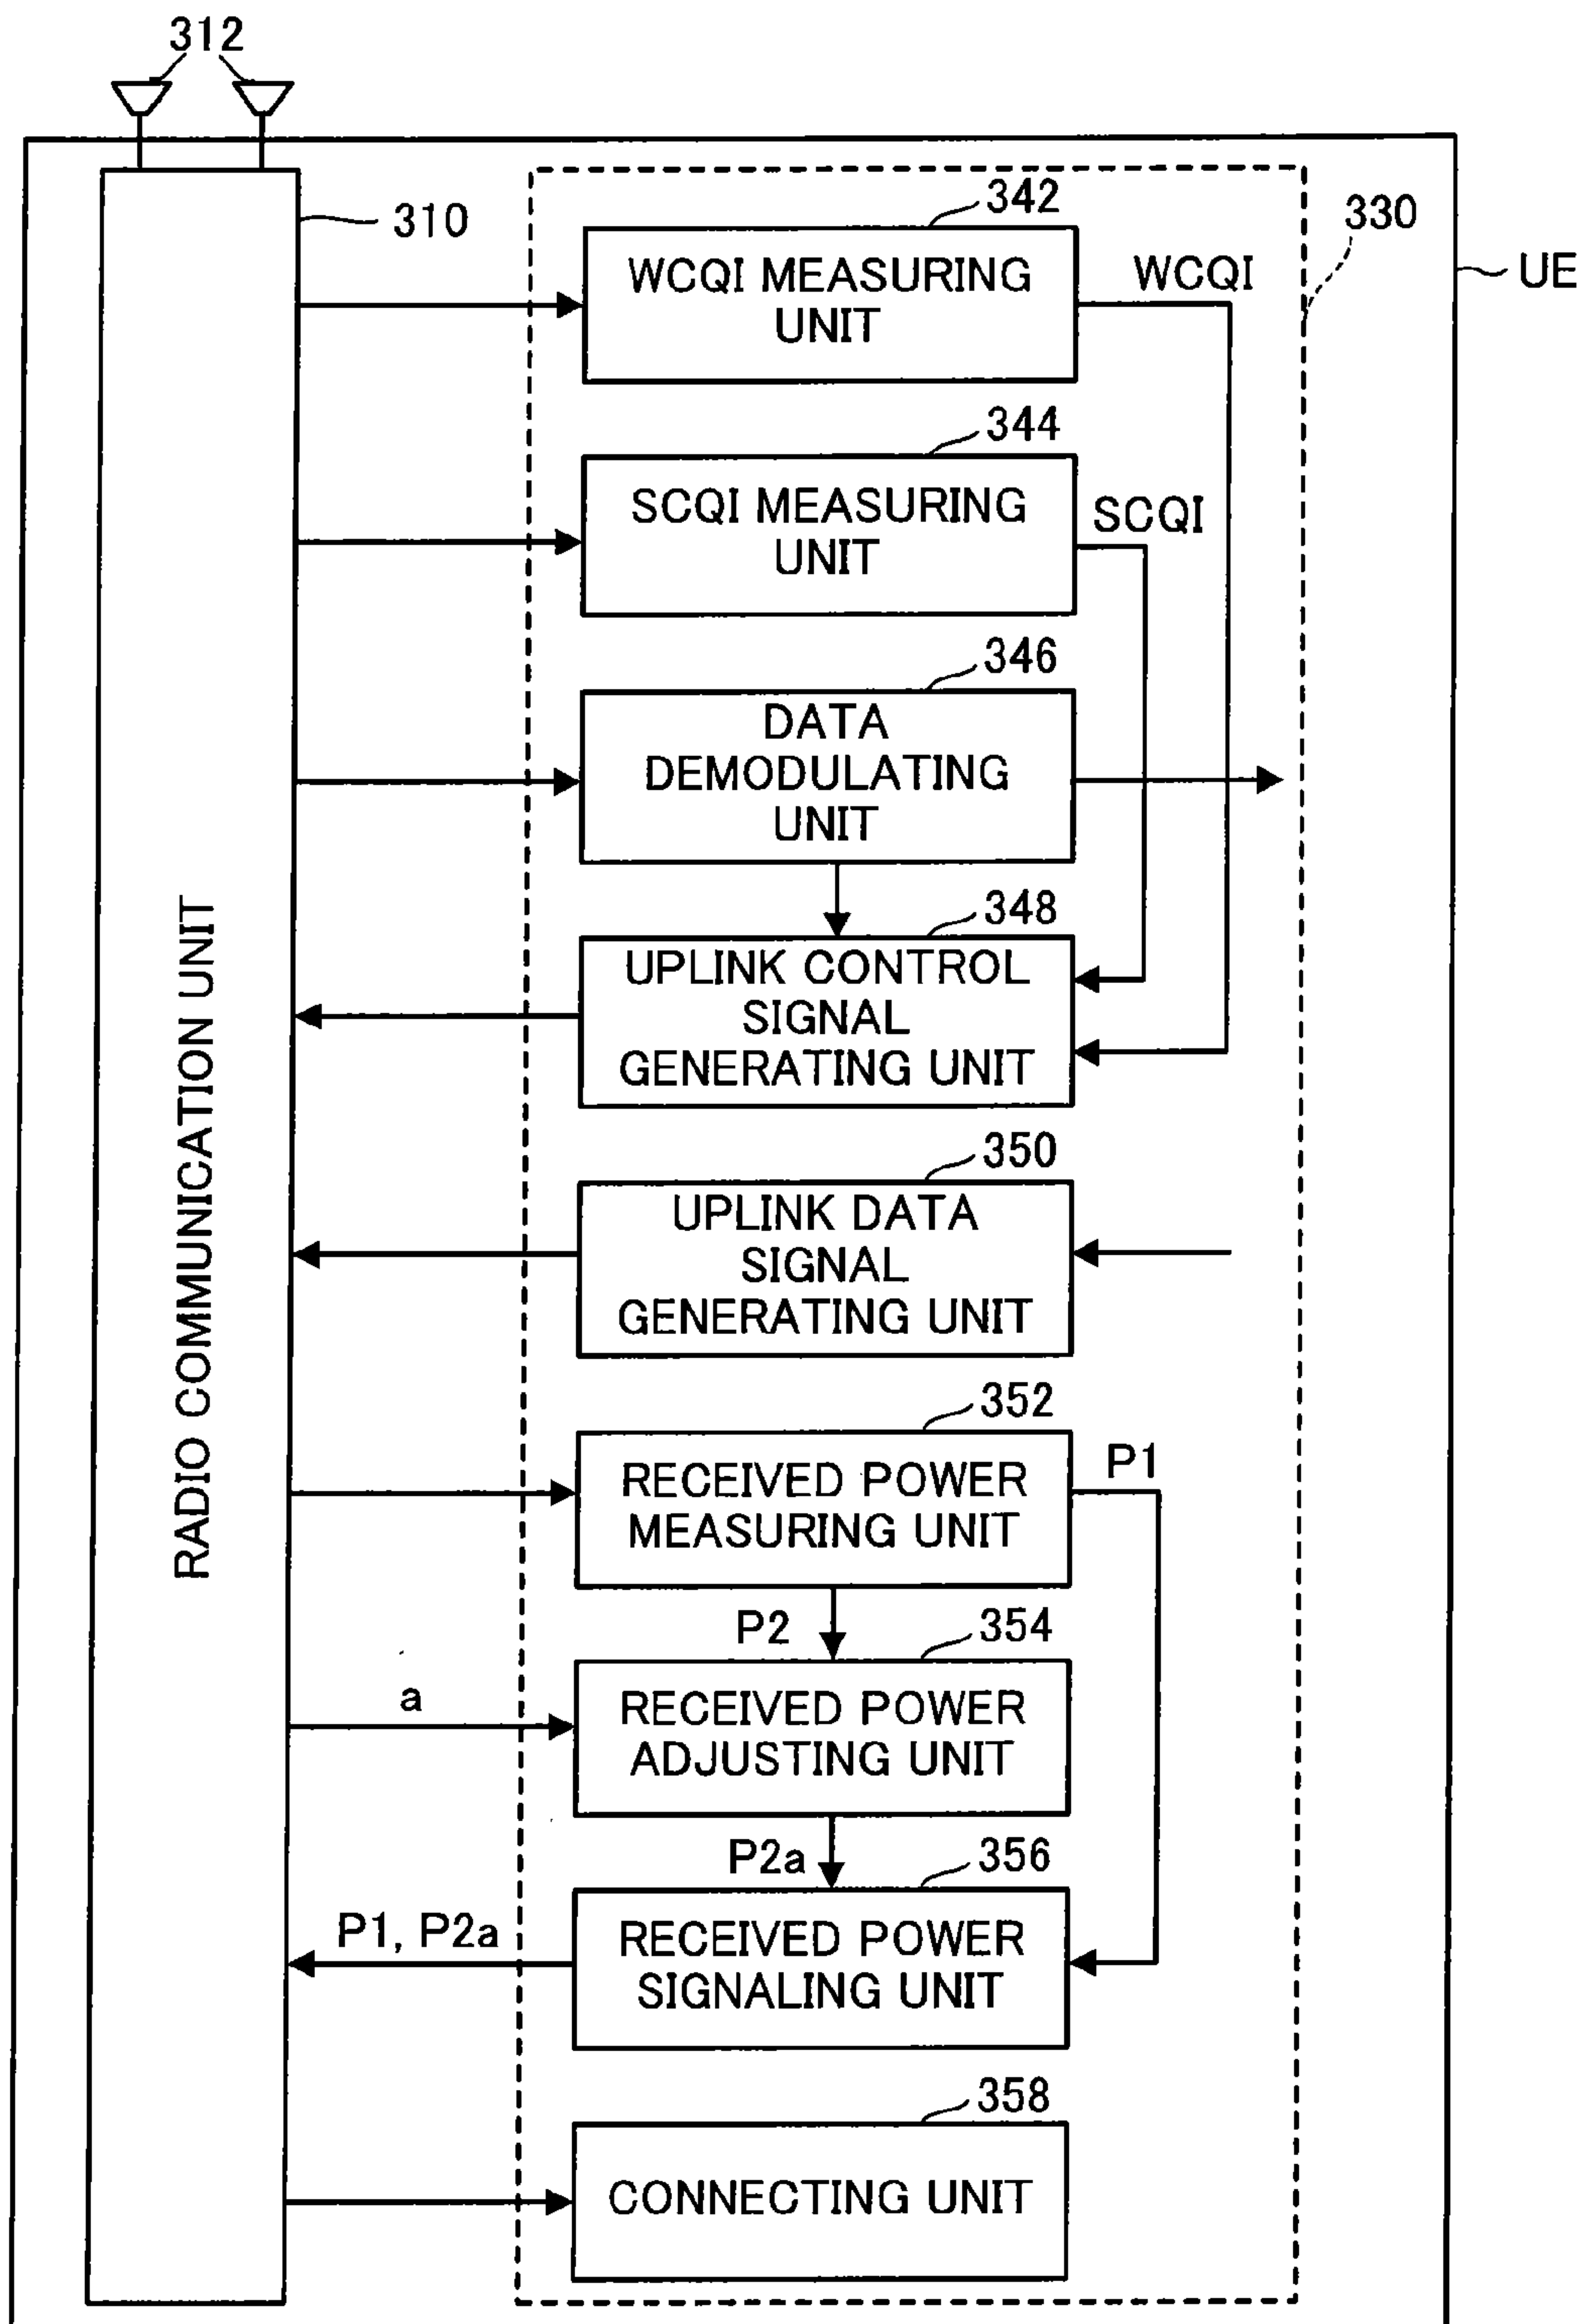 312
310
330
UE
342
WCQI MEASURING
UNIT
WCQI
344
SCQI MEASURING
UNIT
SCQI
346
DATA
DEMODULATING
UNIT
348
UPLINK CONTROL
SIGNAL
GENERATING UNIT
350
UPLINK DATA
SIGNAL
GENERATING UNIT
RADIO COMMUNICATION UNIT
352
RECEIVED POWER
MEASURING UNIT
P1
P2
354
a
RECEIVED POWER
ADJUSTING UNIT
P2a
356
P1, P2a
RECEIVED POWER
SIGNALING UNIT
358
CONNECTING UNIT